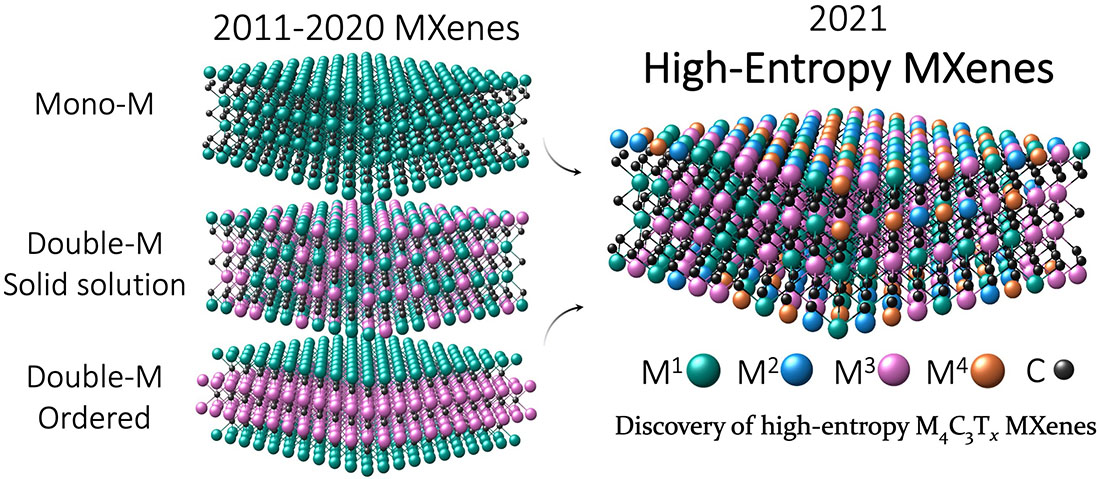 2011-2020 MXenes
Mono-M
Double-M
Solid solution
Double-M
Ordered
2021
High-Entropy MXenes
M¹ M² M³ M⁴ C
Discovery of high-entropy M₄C₃Tₓ MXenes